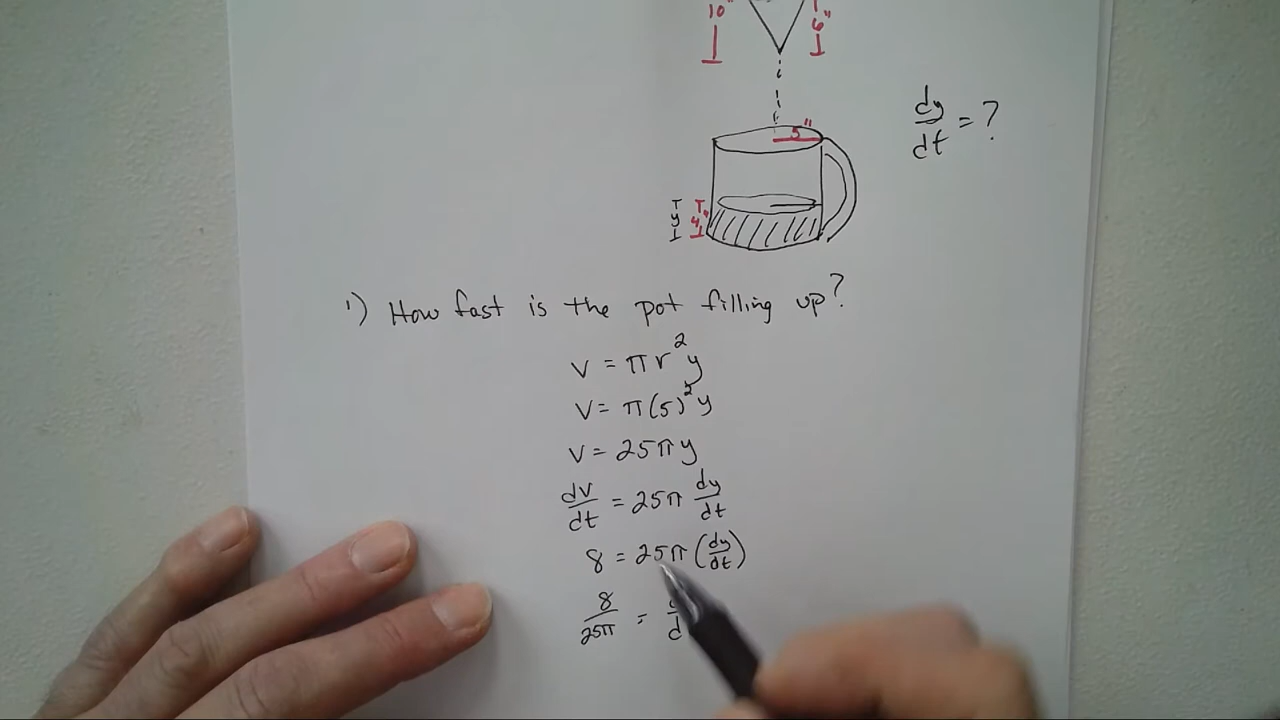 10" 6"
dy/dt = ?
5"
y 4"
1) How fast is the pot filling up?
V = πr²y
V = π(5)²y
V = 25πy
dV/dt = 25π dy/dt
8 = 25π(dy/dt)
8/25π =